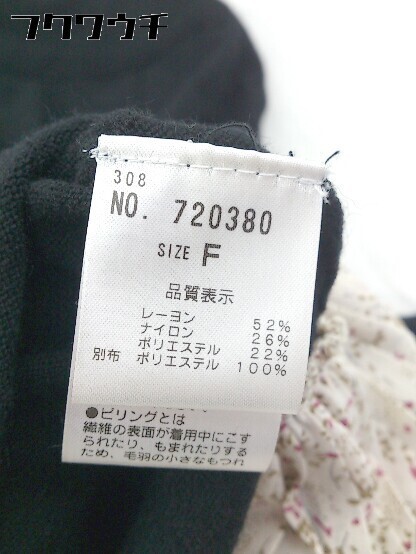 フクウウチ
308
NO. 720380
SIZE F
品質表示
レーヨン 52%
ナイロン 26%
ポリエステル 22%
別布 ポリエステル 100%
●ピリングとは
繊維の表面が着用中にこす
られたり、もまれたりする
ため、毛羽の小さなもつれ